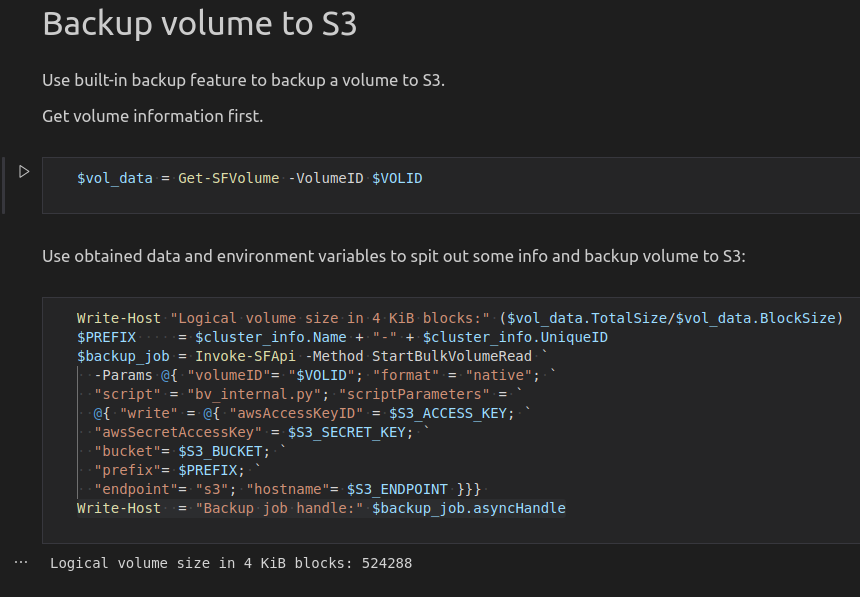 Backup volume to S3
Use built-in backup feature to backup a volume to S3.
Get volume information first.
$vol_data = Get-SFVolume -VolumeID $VOLID
Use obtained data and environment variables to spit out some info and backup volume to S3:
Write-Host "Logical volume size in 4 KiB blocks:" ($vol_data.TotalSize/$vol_data.BlockSize)
$PREFIX     = $cluster_info.Name + "-" + $cluster_info.UniqueID
$backup_job = Invoke-SFApi -Method StartBulkVolumeRead `
  -Params @{ "volumeID"= "$VOLID"; "format" = "native"; `
  "script" = "bv_internal.py"; "scriptParameters" = `
  @{ "write" = @{ "awsAccessKeyID" = $S3_ACCESS_KEY; `
  "awsSecretAccessKey" = $S3_SECRET_KEY; `
  "bucket"= $S3_BUCKET; `
  "prefix"= $PREFIX; `
  "endpoint"= "s3"; "hostname"= $S3_ENDPOINT }}}
Write-Host  = "Backup job handle:" $backup_job.asyncHandle
... Logical volume size in 4 KiB blocks: 524288